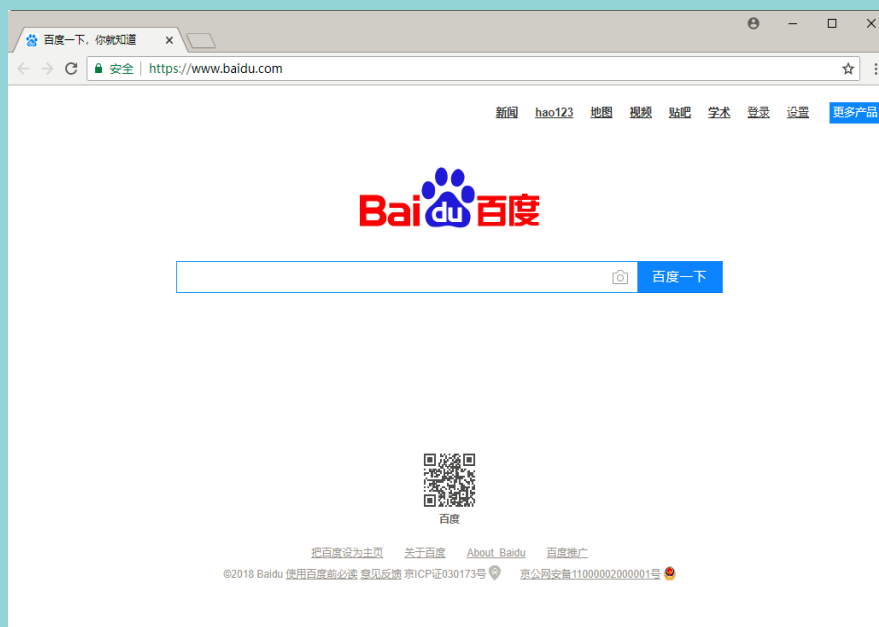 百度一下，你就知道
安全 | https://www.baidu.com
新闻 hao123 地图 视频 贴吧 学术 登录 设置 更多产品
Bai du 百度
百度一下
百度
把百度设为主页 关于百度 About Baidu 百度推广
©2018 Baidu 使用百度前必读 意见反馈 京ICP证030173号 京公网安备11000002000001号